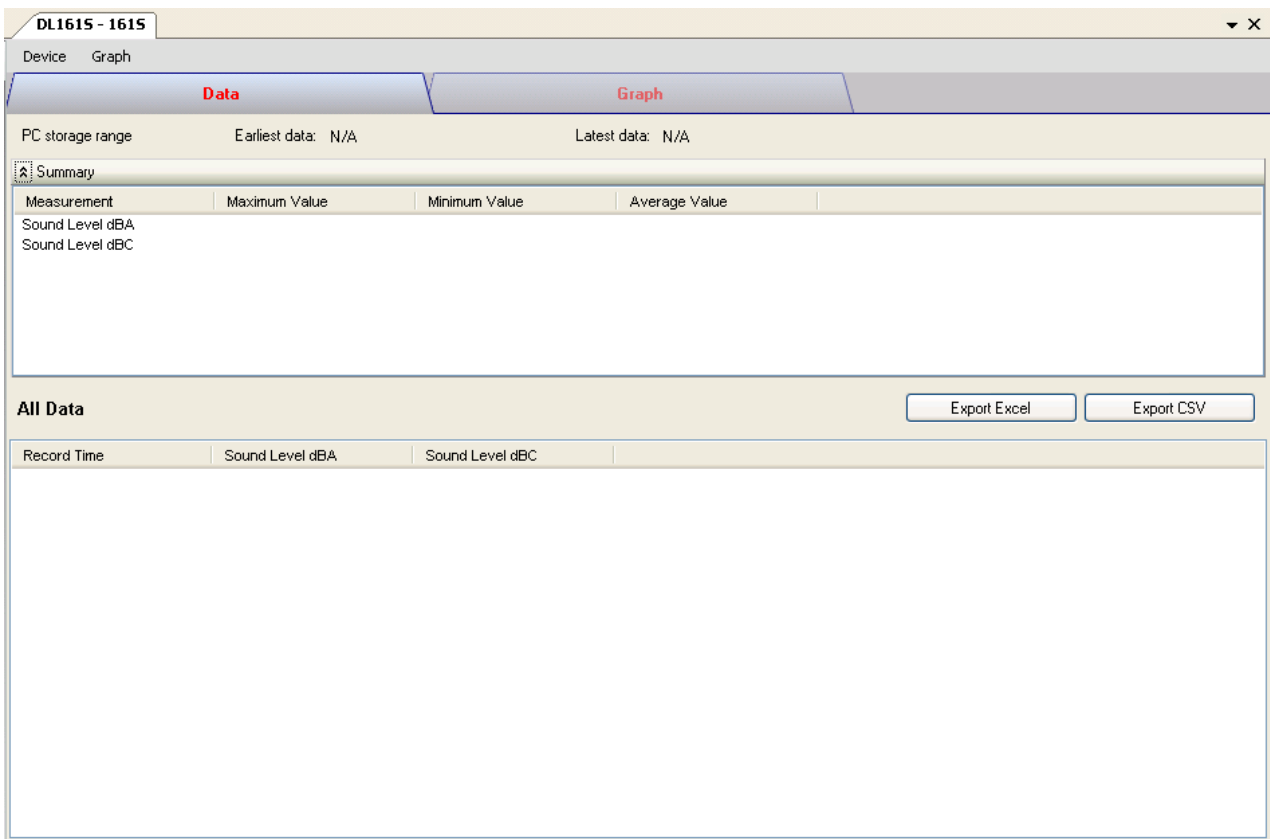 DL161S - 161S
Device Graph
Data Graph
PC storage range Earliest data: N/A Latest data: N/A
Summary
Measurement Maximum Value Minimum Value Average Value
Sound Level dBA
Sound Level dBC
All Data Export Excel Export CSV
Record Time Sound Level dBA Sound Level dBC